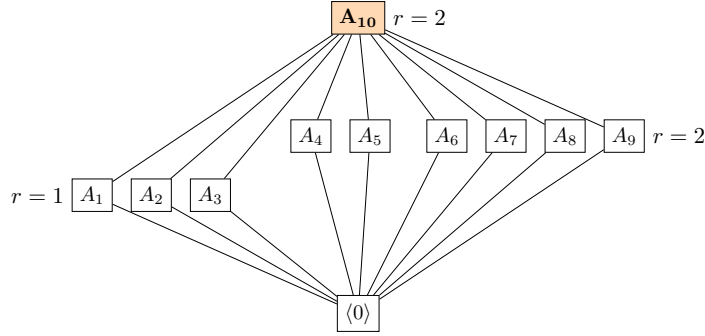 A₁₀ r = 2
A₄ A₅ A₆ A₇ A₈ A₉ r = 2
r = 1 A₁ A₂ A₃
⟨0⟩